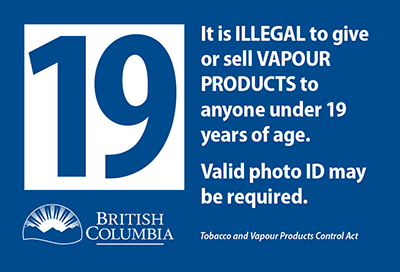 19
It is ILLEGAL to give
or sell VAPOUR
PRODUCTS to
anyone under 19
years of age.
Valid photo ID may
be required.
BRITISH
COLUMBIA
Tobacco and Vapour Products Control Act